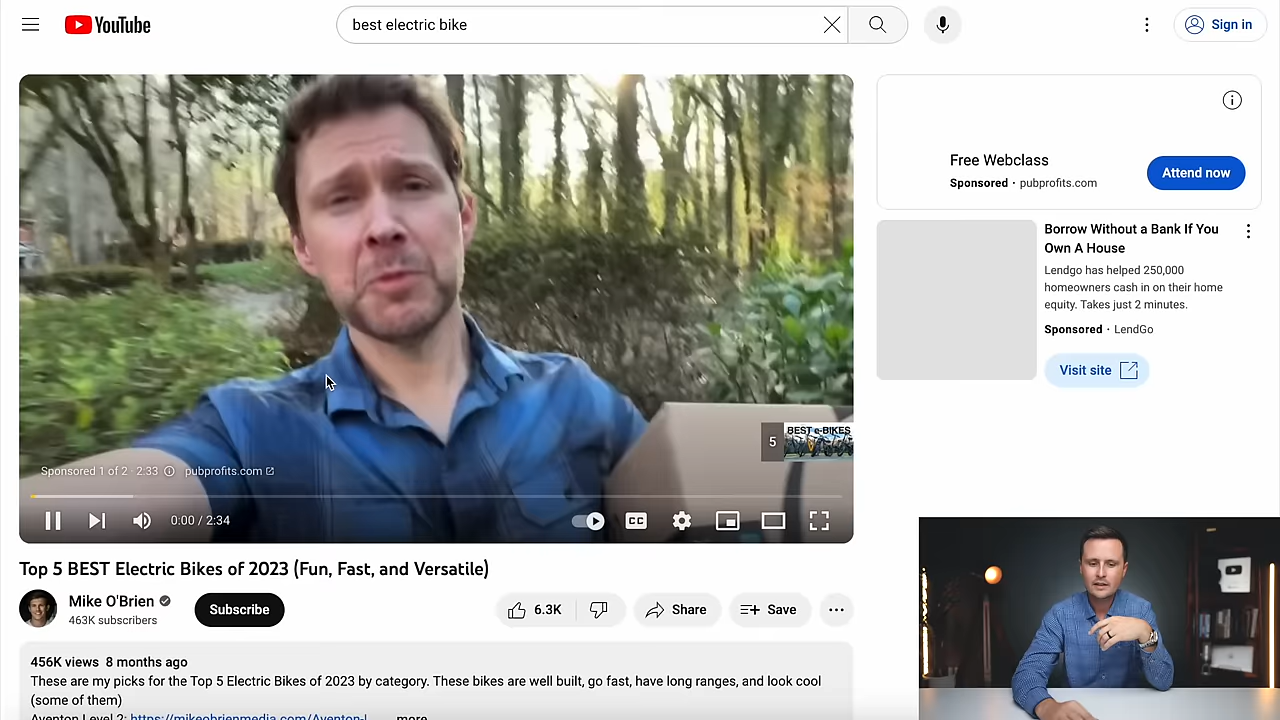 YouTube
best electric bike
Sign in
Free Webclass
Sponsored · pubprofits.com
Attend now
Borrow Without a Bank If You
Own A House
Lendgo has helped 250,000
homeowners cash in on their home
equity. Takes just 2 minutes.
Sponsored · LendGo
Visit site
5
BEST e-BIKES
Sponsored 1 of 2 · 2:33
pubprofits.com
0:00 / 2:34
CC
Top 5 BEST Electric Bikes of 2023 (Fun, Fast, and Versatile)
Mike O'Brien
463K subscribers
Subscribe
6.3K
Share
Save
456K views 8 months ago
These are my picks for the Top 5 Electric Bikes of 2023 by category. These bikes are well built, go fast, have long ranges, and look cool
(some of them)
Aventon Level 2: https://mikeobrienmedia.com/Aventon-L... ...more